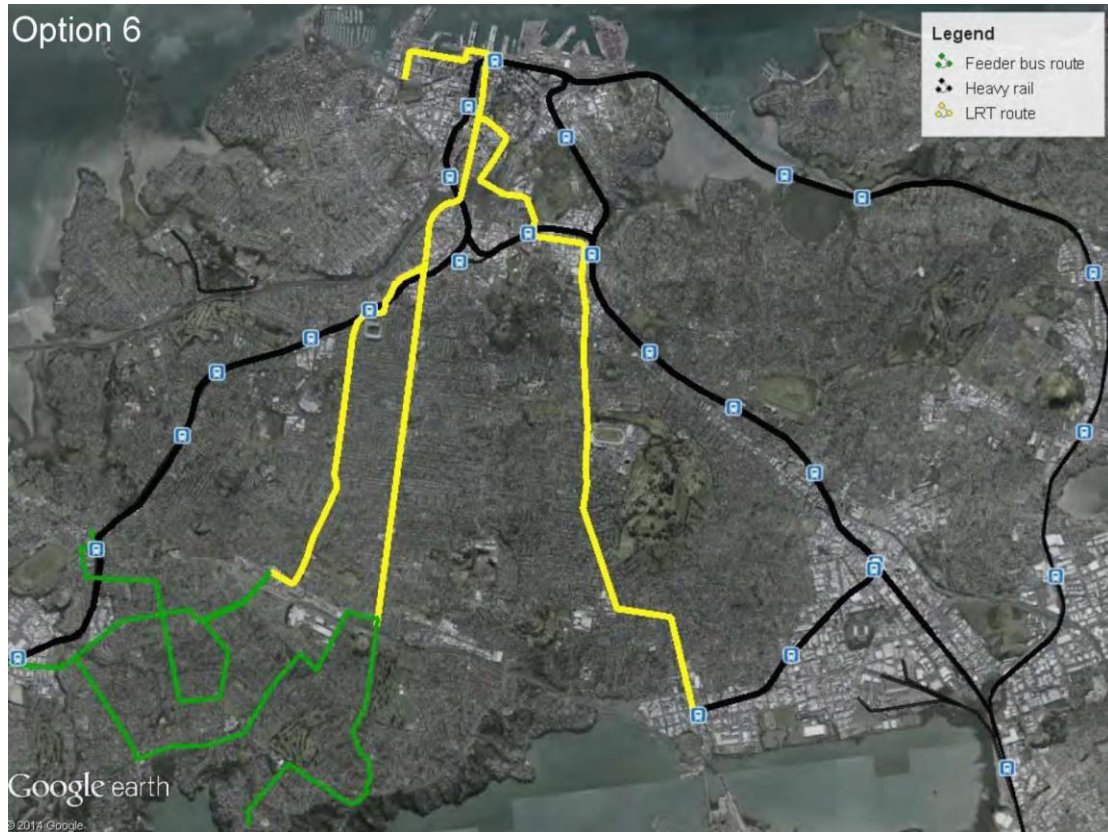 Option 6
Legend
Feeder bus route
Heavy rail
LRT route
Google earth
© 2014 Google